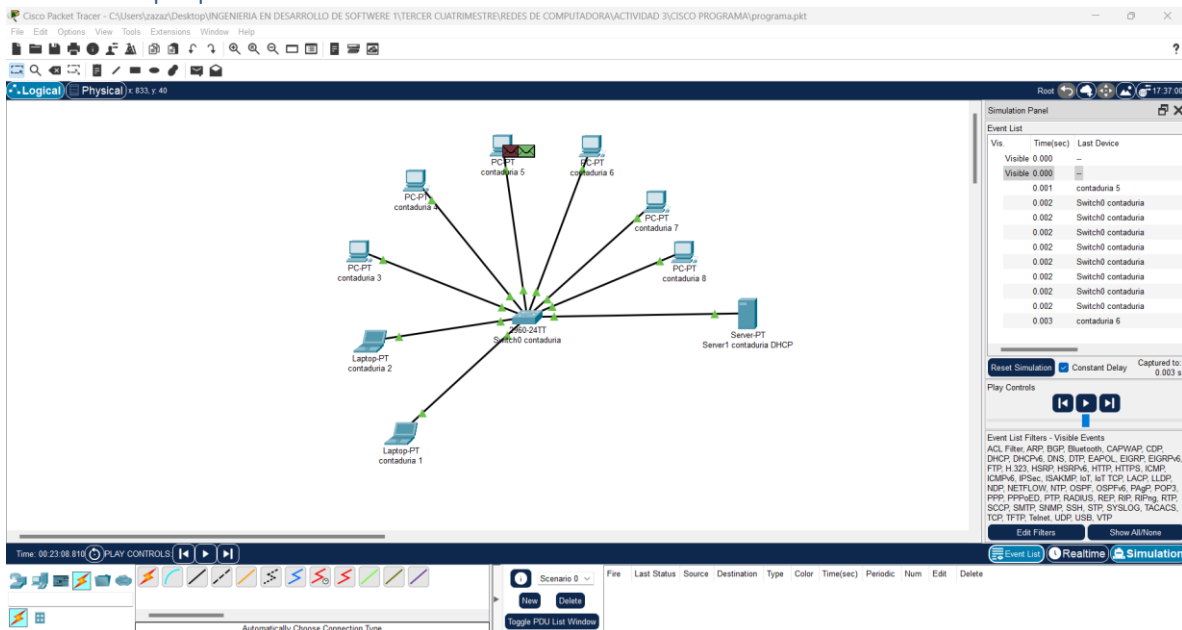 Cisco Packet Tracer - C:\Users\zazaz\Desktop\INGENIERIA EN DESARROLLO DE SOFTWERE 1\TERCER CUATRIMESTRE\REDES DE COMPUTADORA\ACTIVIDAD 3\CISCO PROGRAMA\programa.pkt
File Edit Options View Tools Extensions Window Help
?
Logical Physical x: 833, y: 40 Root 17:37:00
Simulation Panel
Event List
Vis. Time(sec) Last Device
Visible 0.000 --
Visible 0.000 --
0.001 contaduria 5
0.002 Switch0 contaduria
0.002 Switch0 contaduria
0.002 Switch0 contaduria
0.002 Switch0 contaduria
0.002 Switch0 contaduria
0.002 Switch0 contaduria
0.002 Switch0 contaduria
0.002 Switch0 contaduria
0.003 contaduria 6
Reset Simulation Constant Delay Captured to:
0.003 s
Play Controls
Event List Filters - Visible Events
ACL Filter, ARP, BGP, Bluetooth, CAPWAP, CDP,
DHCP, DHCPv6, DNS, DTP, EAPOL, EIGRP, EIGRPv6,
FTP, H.323, HSRP, HSRPv6, HTTP, HTTPS, ICMP,
ICMPv6, IPSec, ISAKMP, IoT, IoT TCP, LACP, LLDP,
NDP, NETFLOW, NTP, OSPF, OSPFv6, PAgP, POP3,
PPP, PPPoED, PTP, RADIUS, REP, RIP, RIPng, RTP,
SCCP, SMTP, SNMP, SSH, STP, SYSLOG, TACACS,
TCP, TFTP, Telnet, UDP, USB, VTP
Edit Filters Show All/None
PC-PT
contaduria 5
PC-PT
contaduria 6
PC-PT
contaduria 4
PC-PT
contaduria 7
PC-PT
contaduria 3
PC-PT
contaduria 8
2960-24TT
Switch0 contaduria
Server-PT
Server1 contaduria DHCP
Laptop-PT
contaduria 2
Laptop-PT
contaduria 1
Time: 00:23:08.810 PLAY CONTROLS: Event List Realtime Simulation
Scenario 0 Fire Last Status Source Destination Type Color Time(sec) Periodic Num Edit Delete
New Delete
Toggle PDU List Window
Automatically Choose Connection Type